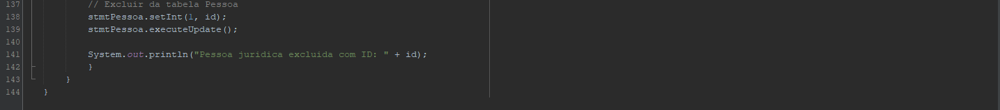 137 // Excluir da tabela Pessoa
138 stmtPessoa.setInt(1, id);
139 stmtPessoa.executeUpdate();
140
141 System.out.println("Pessoa juridica excluida com ID: " + id);
142 }
143 }
144 }